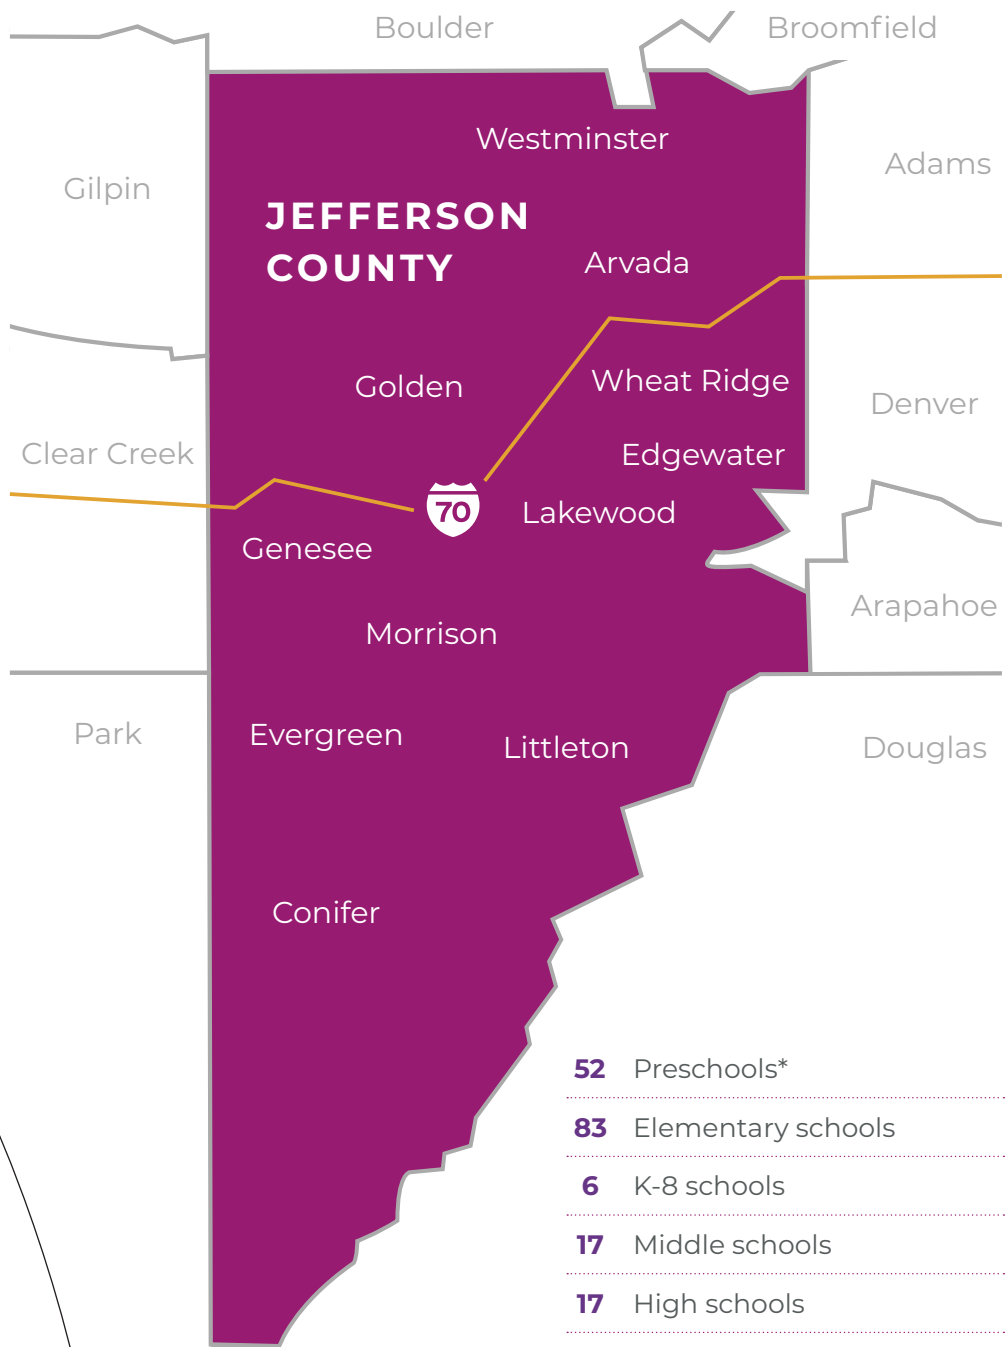 Boulder
Broomfield
Westminster
Adams
Gilpin
JEFFERSON
COUNTY
Arvada
Golden
Wheat Ridge
Denver
Clear Creek
Edgewater
70
Lakewood
Genesee
Arapahoe
Morrison
Park
Evergreen
Littleton
Douglas
Conifer
52 Preschools*
83 Elementary schools
6 K-8 schools
17 Middle schools
17 High schools